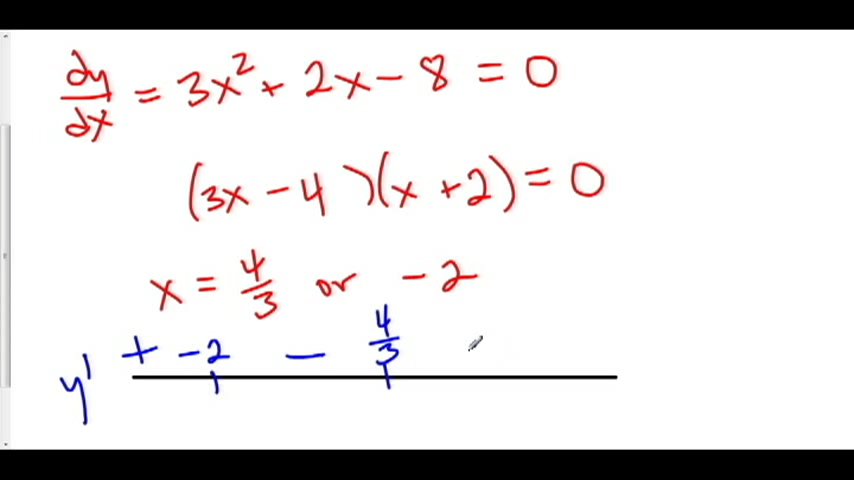 dy/dx = 3x² + 2x - 8 = 0
(3x - 4 )(x + 2) = 0
x = 4/3 or - 2
y' + -2 - 4/3